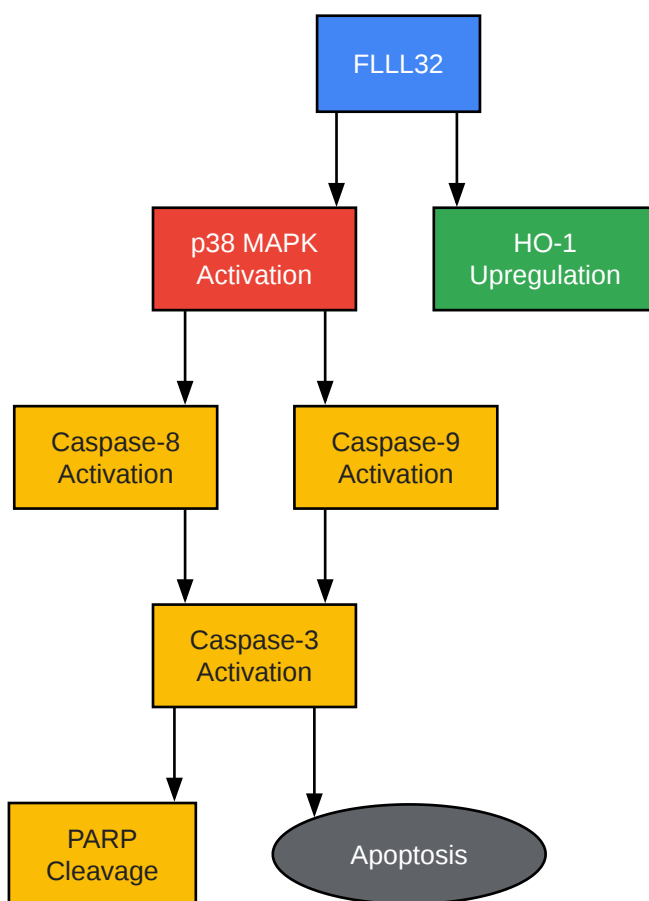 FLLL32
p38 MAPK
Activation
HO-1
Upregulation
Caspase-8
Activation
Caspase-9
Activation
Caspase-3
Activation
PARP
Cleavage
Apoptosis